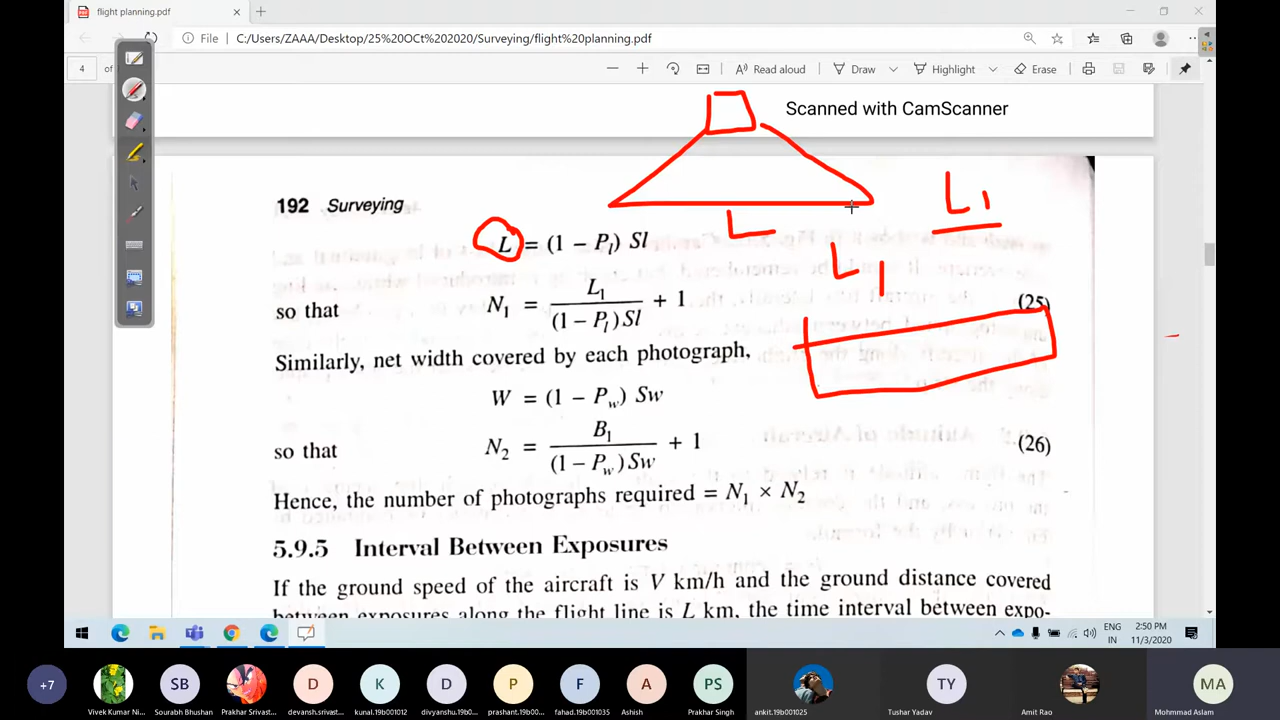 flight planning.pdf
File
C:/Users/ZAAA/Desktop/25%20OCt%202020/Surveying/flight%20planning.pdf
4 of
Read aloud
Draw
Highlight
Erase
Scanned with CamScanner
192 Surveying
L1
L = (1 − Pl) Sl
L
L1
so that N1 = L1 / (1 − Pl)Sl + 1 (25)
Similarly, net width covered by each photograph,
W = (1 − Pw) Sw
so that N2 = B1 / (1 − Pw)Sw + 1 (26)
Hence, the number of photographs required = N1 × N2
5.9.5 Interval Between Exposures
If the ground speed of the aircraft is V km/h and the ground distance covered
between exposures along the flight line is L km, the time interval between expo-
ENG
IN
2:50 PM
11/3/2020
+7
SB
D
K
D
P
F
A
PS
TY
MA
Vivek Kumar Ni...
Sourabh Bhushan
Prakhar Srivast...
devansh.srivast...
kunal.19b001012
divyanshu.19b0...
prashant.19b00...
fahad.19b001035
Ashish
Prakhar Singh
ankit.19b001025
Tushar Yadav
Amit Rao
Mohmmad Aslam